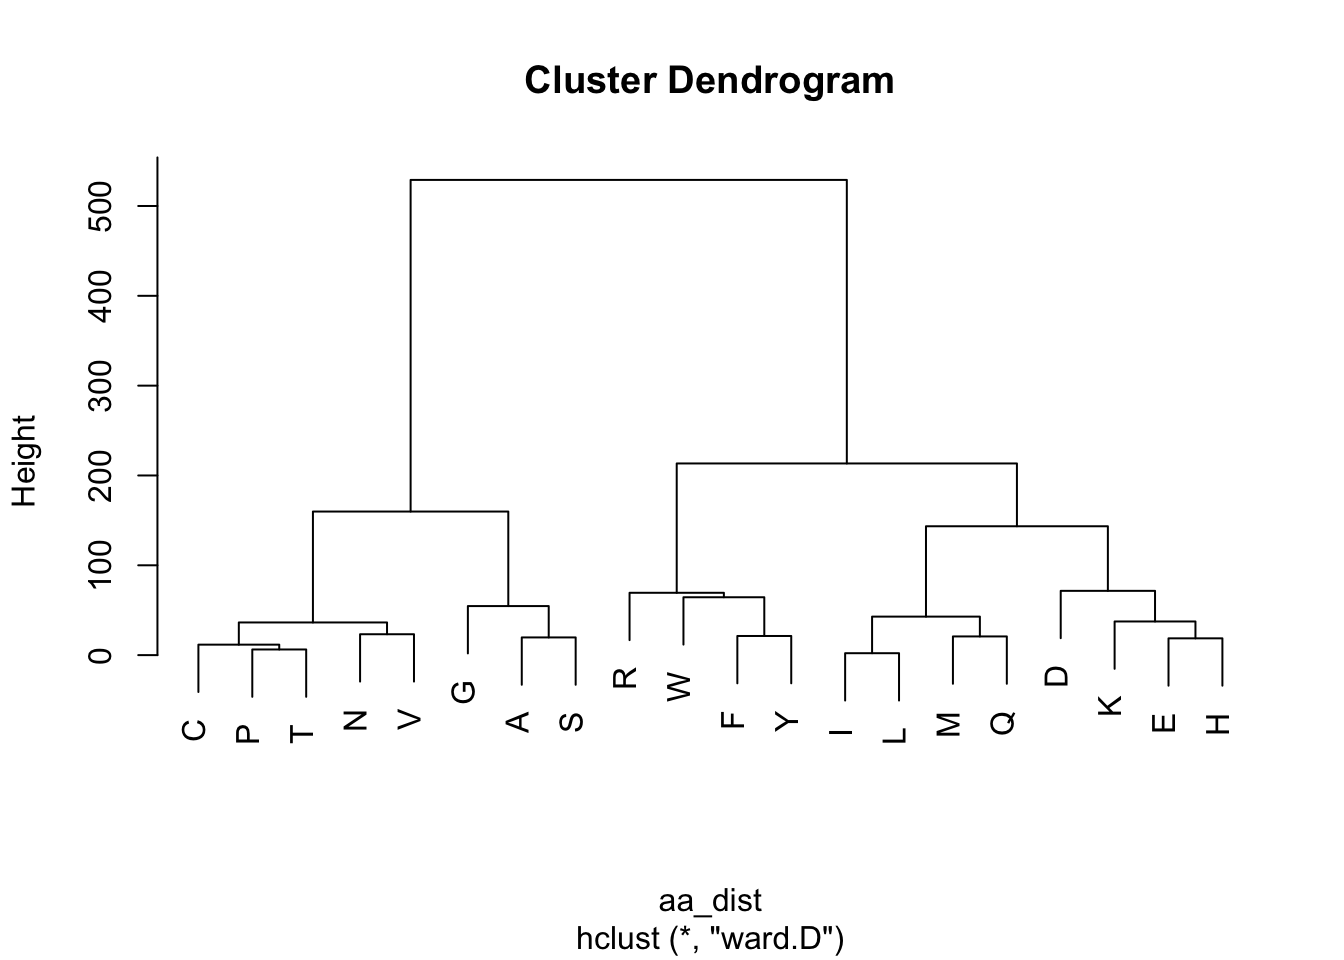 Cluster Dendrogram
Height
500
400
300
200
100
0
C P T N V G A S R W F Y I L M Q D K E H
aa_dist
hclust (*, "ward.D")